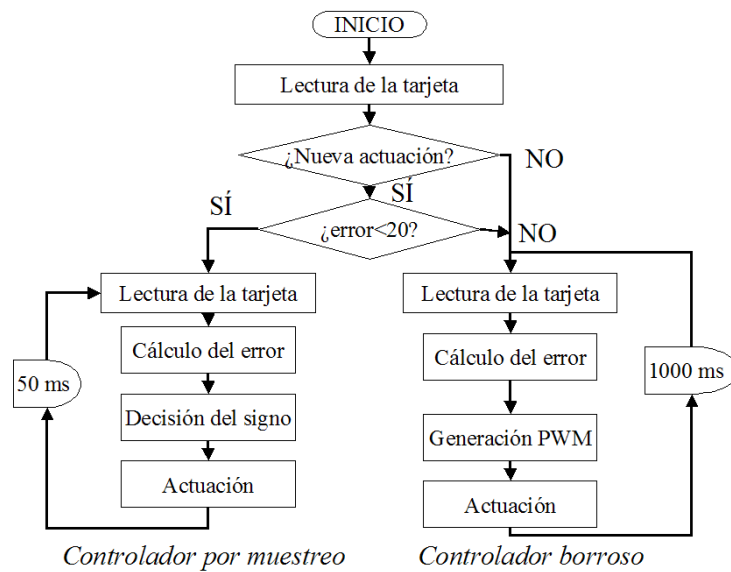 INICIO
Lectura de la tarjeta
¿Nueva actuación?
NO
SÍ
SÍ
¿error<20?
NO
Lectura de la tarjeta
Cálculo del error
50 ms
Decisión del signo
Actuación
Controlador por muestreo
Lectura de la tarjeta
Cálculo del error
1000 ms
Generación PWM
Actuación
Controlador borroso